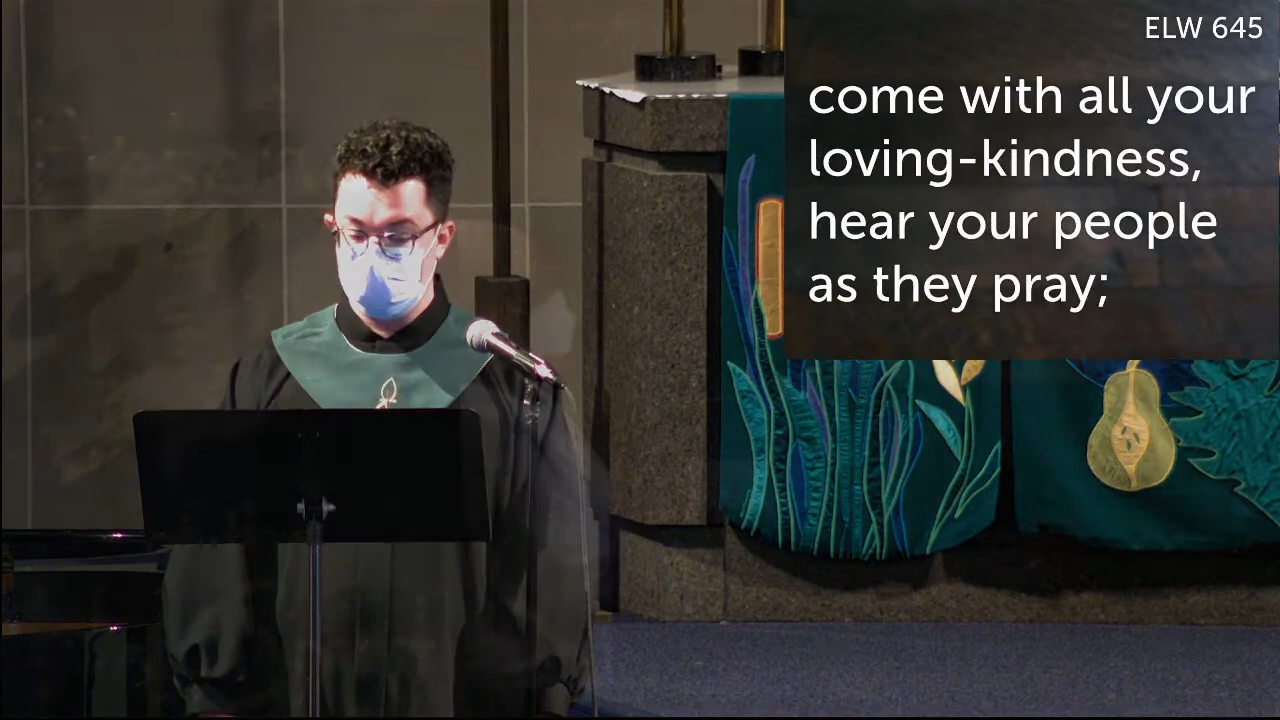 ELW 645
come with all your
loving-kindness,
hear your people
as they pray;